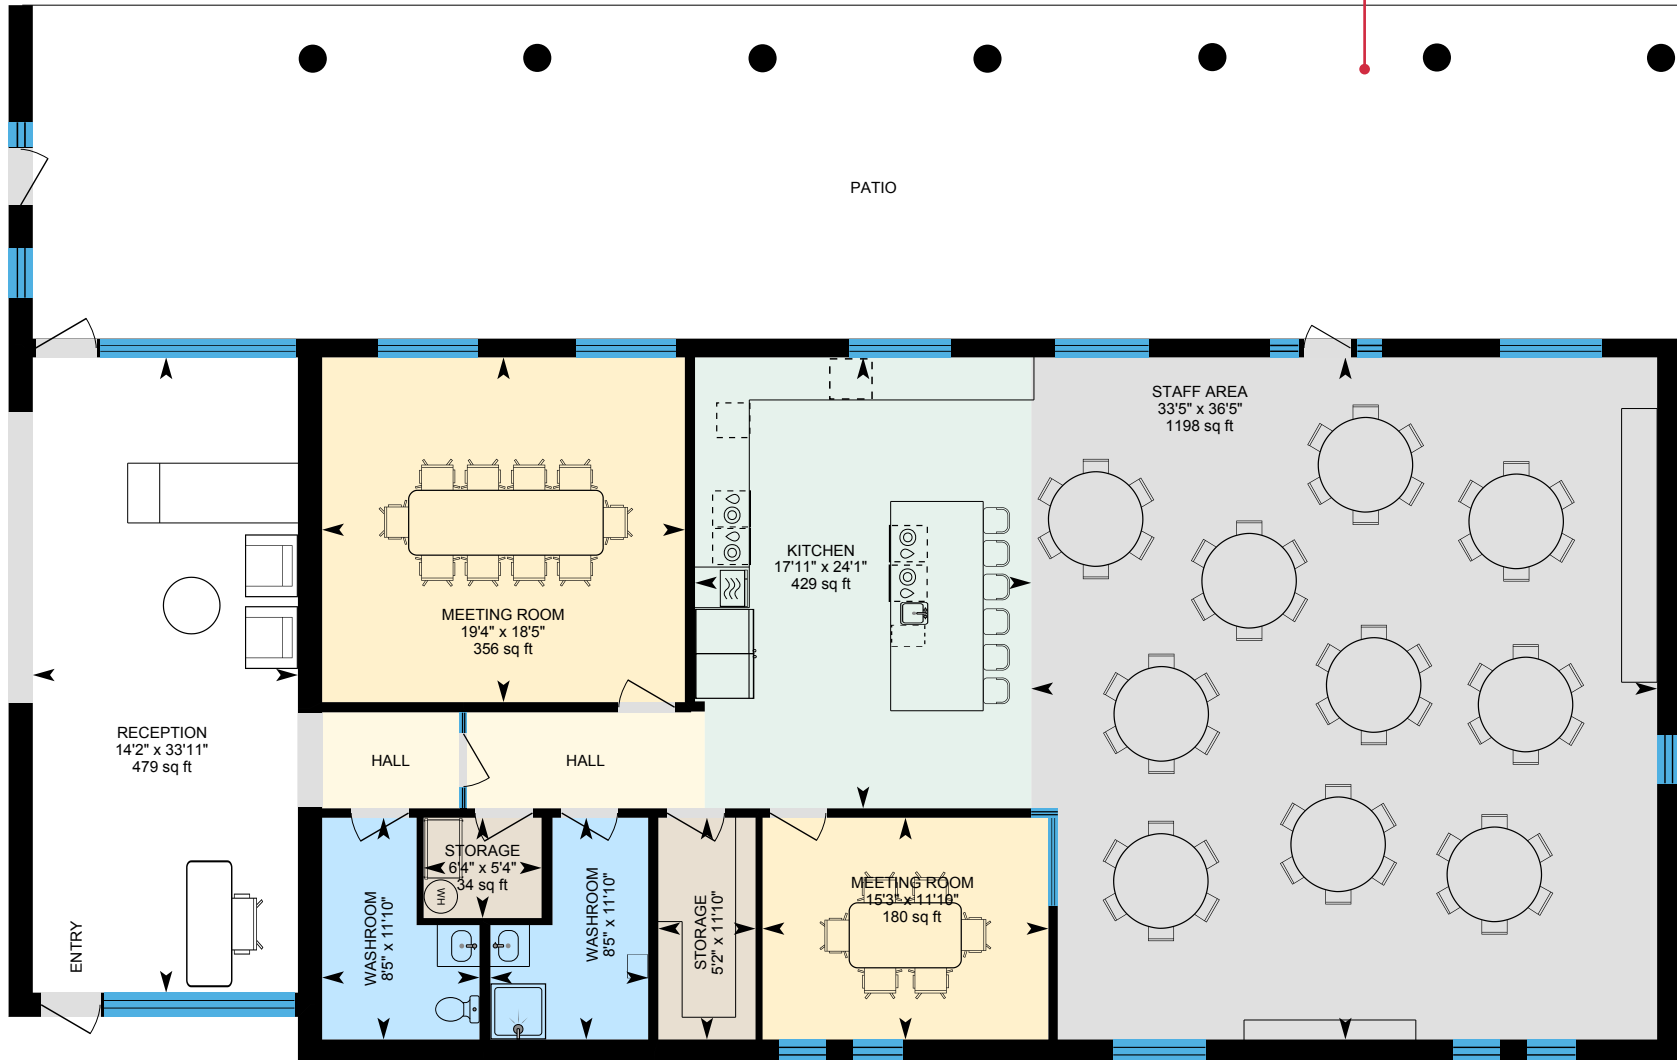 PATIO
STAFF AREA
33'5" x 36'5"
1198 sq ft
KITCHEN
17'11" x 24'1"
429 sq ft
MEETING ROOM
19'4" x 18'5"
356 sq ft
RECEPTION
14'2" x 33'11"
479 sq ft
HALL
HALL
STORAGE
6'4" x 5'4"
34 sq ft
WH
WASHROOM
8'5" x 11'10"
WASHROOM
8'5" x 11'10"
STORAGE
5'2" x 11'10"
MEETING ROOM
15'3" x 11'10"
180 sq ft
ENTRY